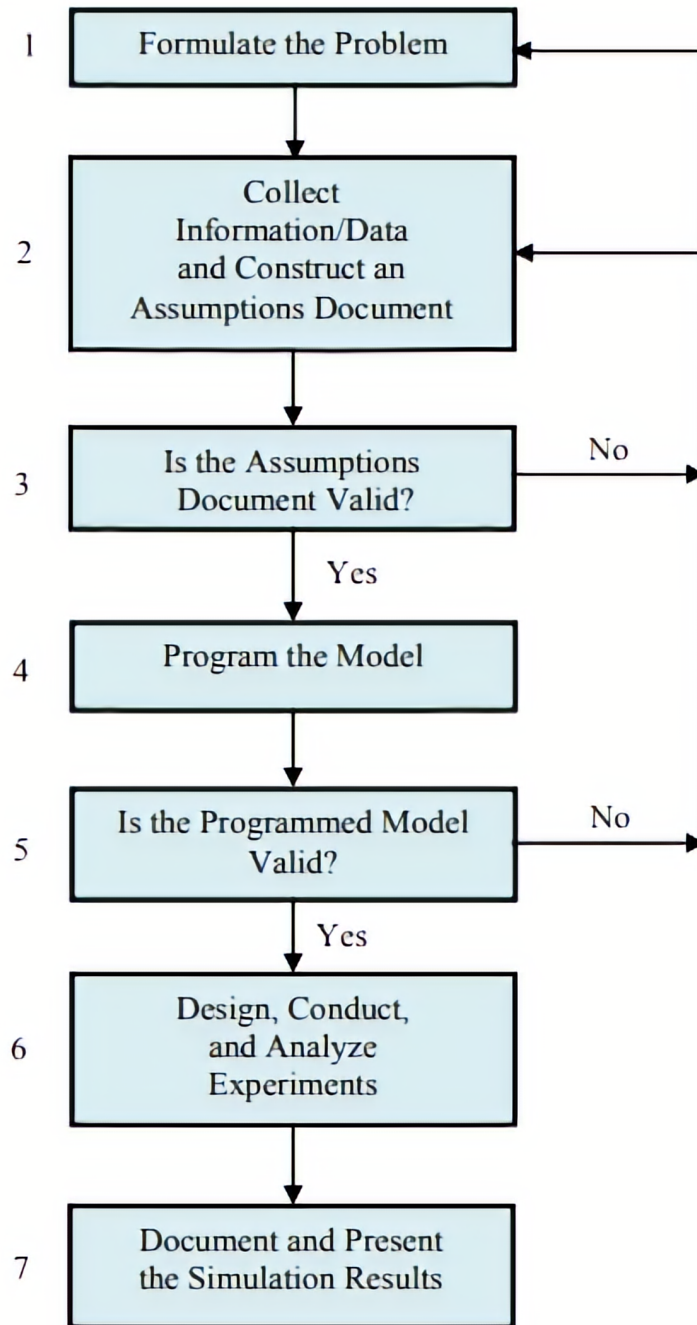 1
Formulate the Problem
2
Collect
Information/Data
and Construct an
Assumptions Document
3
Is the Assumptions
Document Valid?
No
Yes
4
Program the Model
5
Is the Programmed Model
Valid?
No
Yes
6
Design, Conduct,
and Analyze
Experiments
7
Document and Present
the Simulation Results